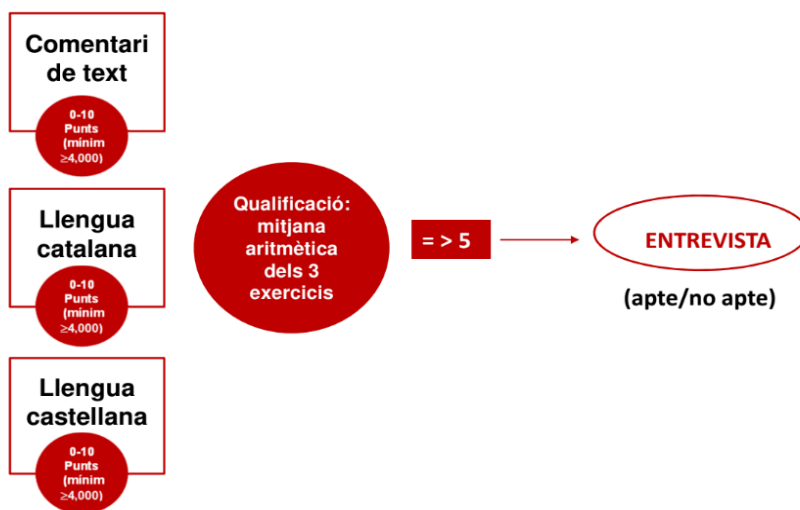 Comentari
de text
0-10
Punts
(mínim
≥4,000)
Llengua
catalana
0-10
Punts
(mínim
≥4,000)
Llengua
castellana
0-10
Punts
(mínim
≥4,000)
Qualificació:
mitjana
aritmètica
dels 3
exercicis
= > 5
ENTREVISTA
(apte/no apte)